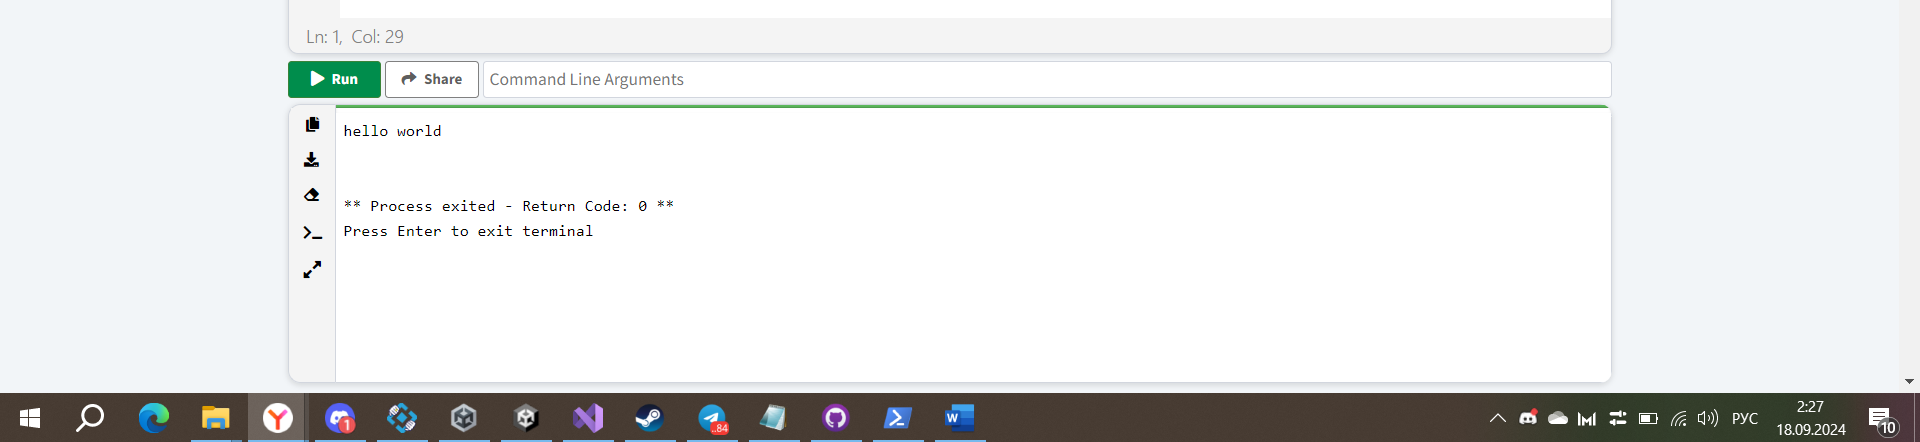 Ln: 1, Col: 29
Run
Share
Command Line Arguments
hello world
** Process exited - Return Code: 0 **
Press Enter to exit terminal
Y
1
..84
W
РУС
2:27
18.09.2024
10